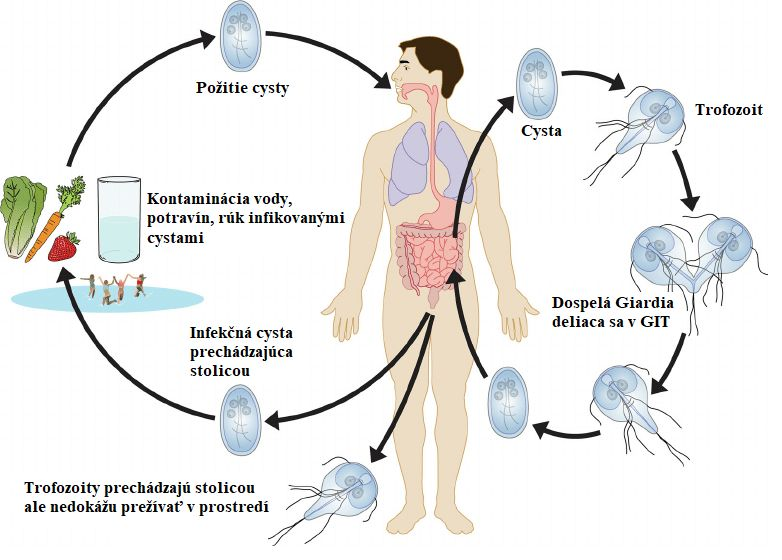 Požitie cysty
Cysta
Trofozoit
Kontaminácia vody,
potravín, rúk infikovanými
cystami
Dospelá Giardia
deliaca sa v GIT
Infekčná cysta
prechádzajúca
stolicou
Trofozoity prechádzajú stolicou
ale nedokážu prežívať v prostredí